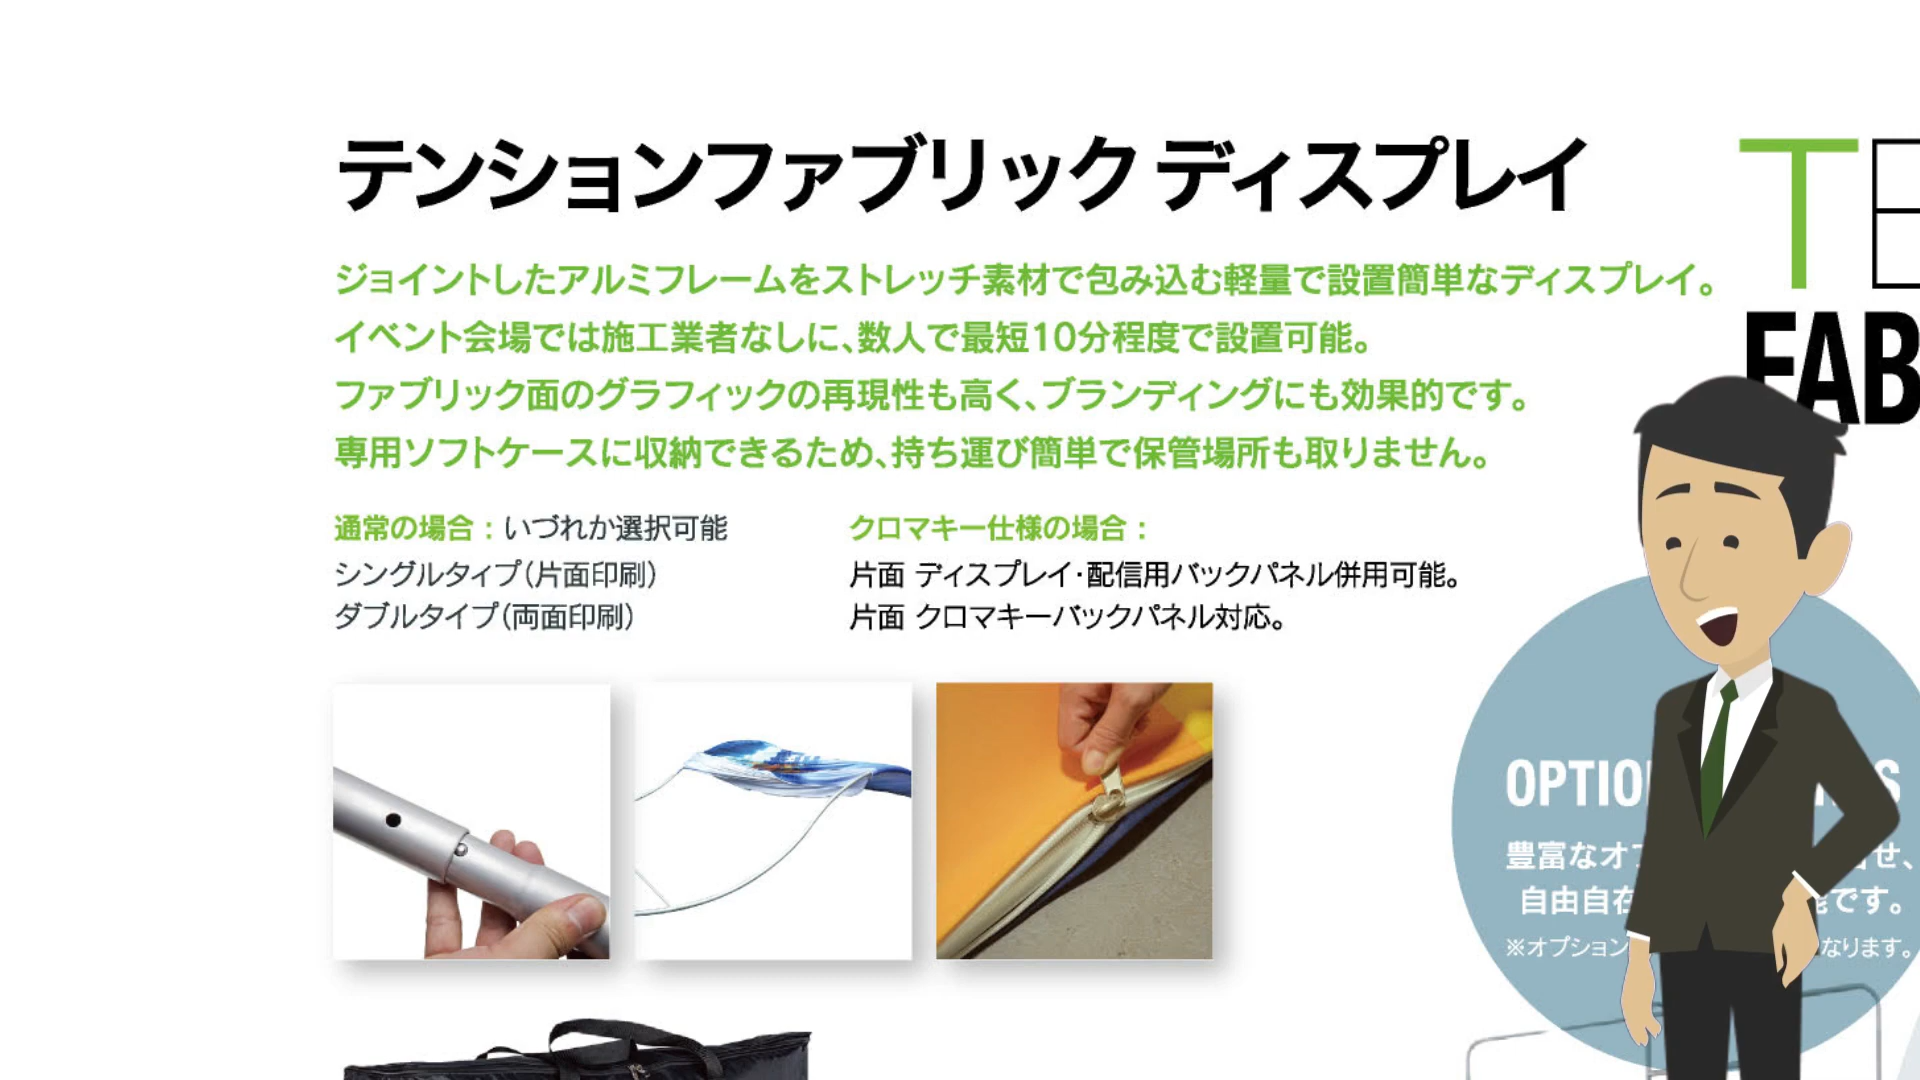 テンションファブリック ディスプレイ
ジョイントしたアルミフレームをストレッチ素材で包み込む軽量で設置簡単なディスプレイ。
イベント会場では施工業者なしに、数人で最短10分程度で設置可能。
ファブリック面のグラフィックの再現性も高く、ブランディングにも効果的です。
専用ソフトケースに収納できるため、持ち運び簡単で保管場所も取りません。
通常の場合：いづれか選択可能
シングルタイプ（片面印刷）
ダブルタイプ（両面印刷）
クロマキー仕様の場合：
片面 ディスプレイ・配信用バックパネル併用可能。
片面 クロマキーバックパネル対応。
TE
FAB
豊富なオ
せ、
自由自在
です。
※オプション
なります。